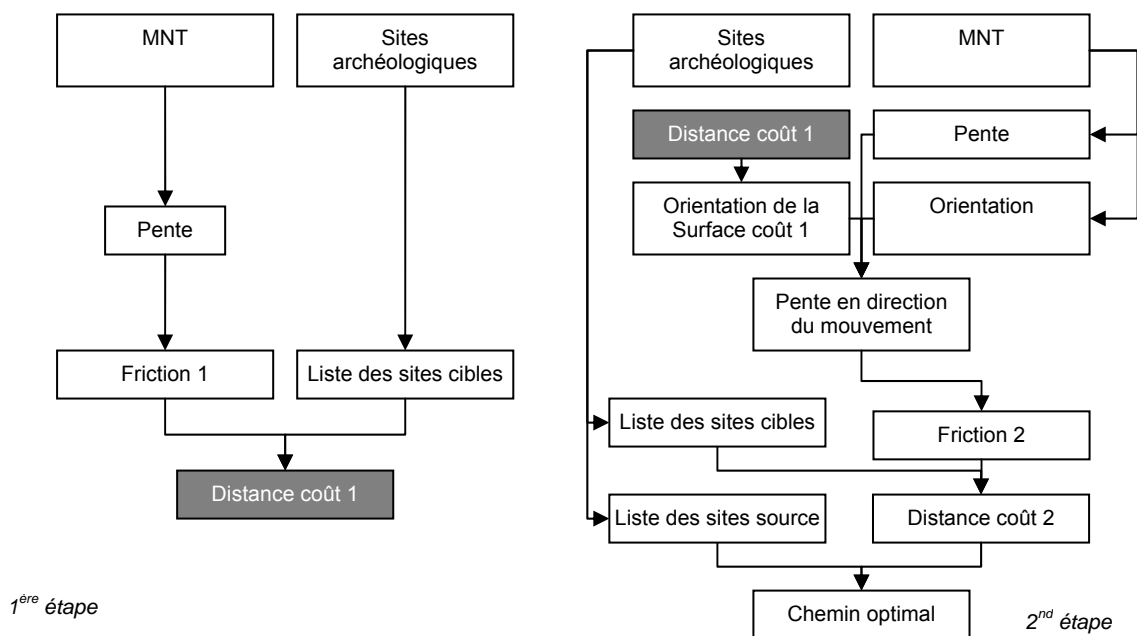 MNT
Sites
archéologiques
Pente
Friction 1
Liste des sites cibles
Distance coût 1
1ère étape
Sites
archéologiques
MNT
Distance coût 1
Pente
Orientation de la
Surface coût 1
Orientation
Pente en direction
du mouvement
Liste des sites cibles
Friction 2
Liste des sites source
Distance coût 2
Chemin optimal
2nd étape